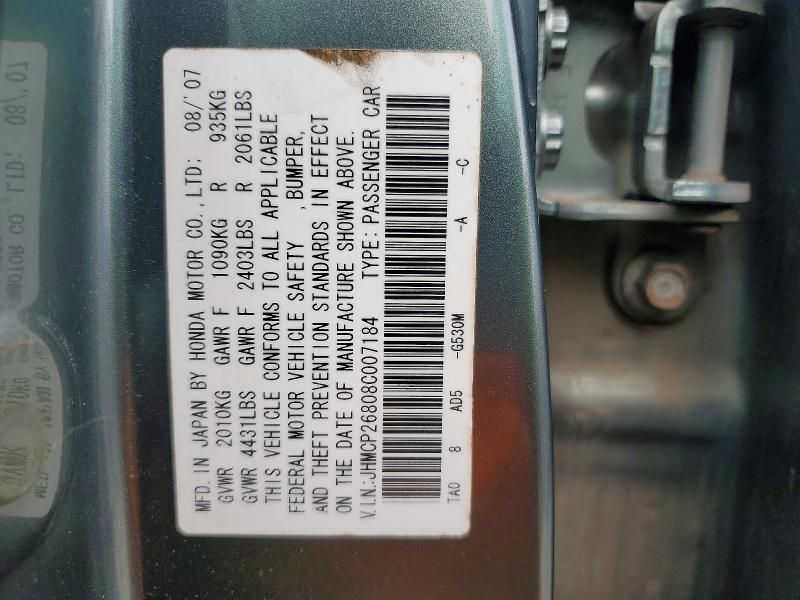 MFD. IN JAPAN BY HONDA MOTOR CO., LTD; 08/'07
GVWR 2010KG GAWR F 1090KG R 935KG
GVWR 4431LBS GAWR F 2403LBS R 2061LBS
THIS VEHICLE CONFORMS TO ALL APPLICABLE
FEDERAL MOTOR VEHICLE SAFETY ,BUMPER,
AND THEFT PREVENTION STANDARDS IN EFFECT
ON THE DATE OF MANUFACTURE SHOWN ABOVE.
V.I.N.:JHMCP26808C007184 TYPE:PASSENGER CAR
TA0 8 AD5 -G530M -A -C